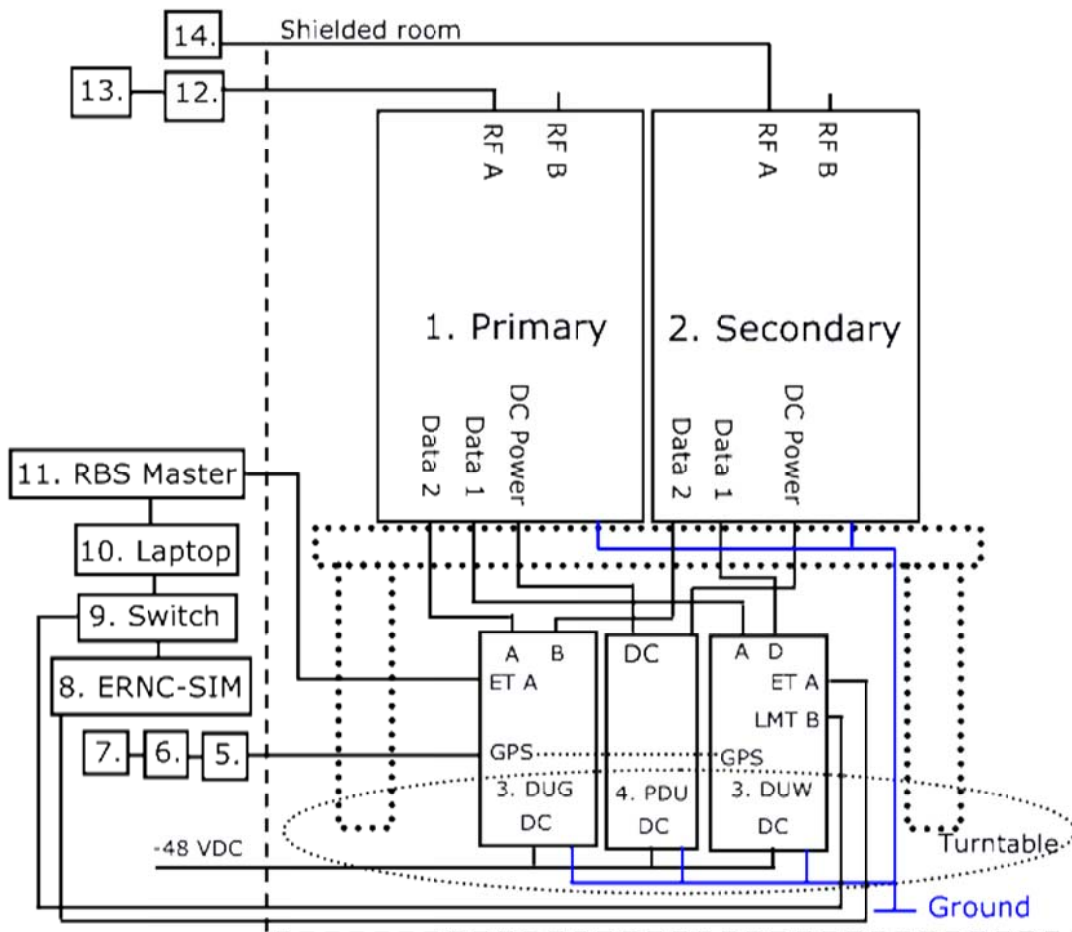 14.
Shielded room
13.
12.
RF A
RF B
RF A
RF B
1. Primary
2. Secondary
Data 2
Data 1
DC Power
Data 2
Data 1
DC Power
11. RBS Master
10. Laptop
9. Switch
8. ERNC-SIM
7.
6.
5.
A B
ET A
GPS
3. DUG
DC
DC
4. PDU
DC
A D
ET A
LMT B
GPS
3. DUW
DC
-48 VDC
Turntable
Ground